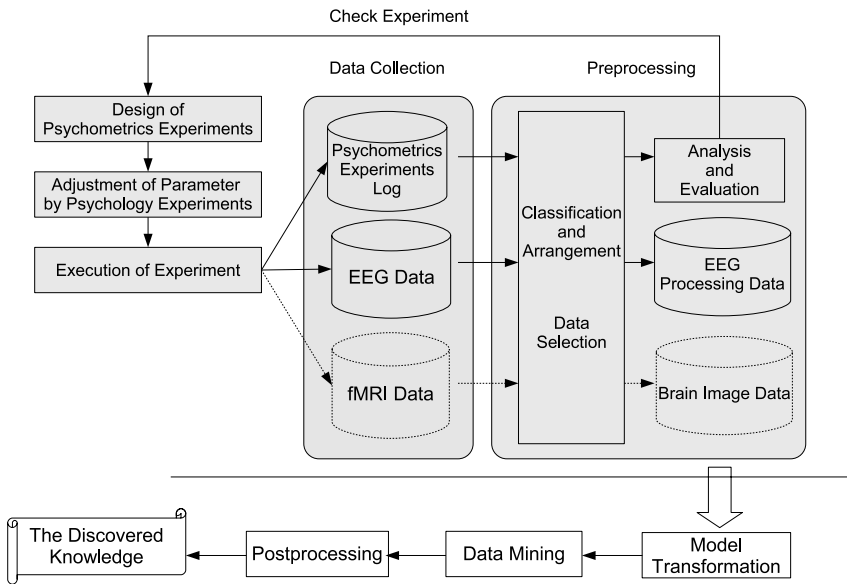 Check Experiment
Data Collection
Preprocessing
Design of
Psychometrics Experiments
Adjustment of Parameter
by Psychology Experiments
Execution of Experiment
Psychometrics
Experiments
Log
EEG Data
fMRI Data
Classification
and
Arrangement
Data
Selection
Analysis
and
Evaluation
EEG
Processing Data
Brain Image Data
The Discovered
Knowledge
Postprocessing
Data Mining
Model
Transformation